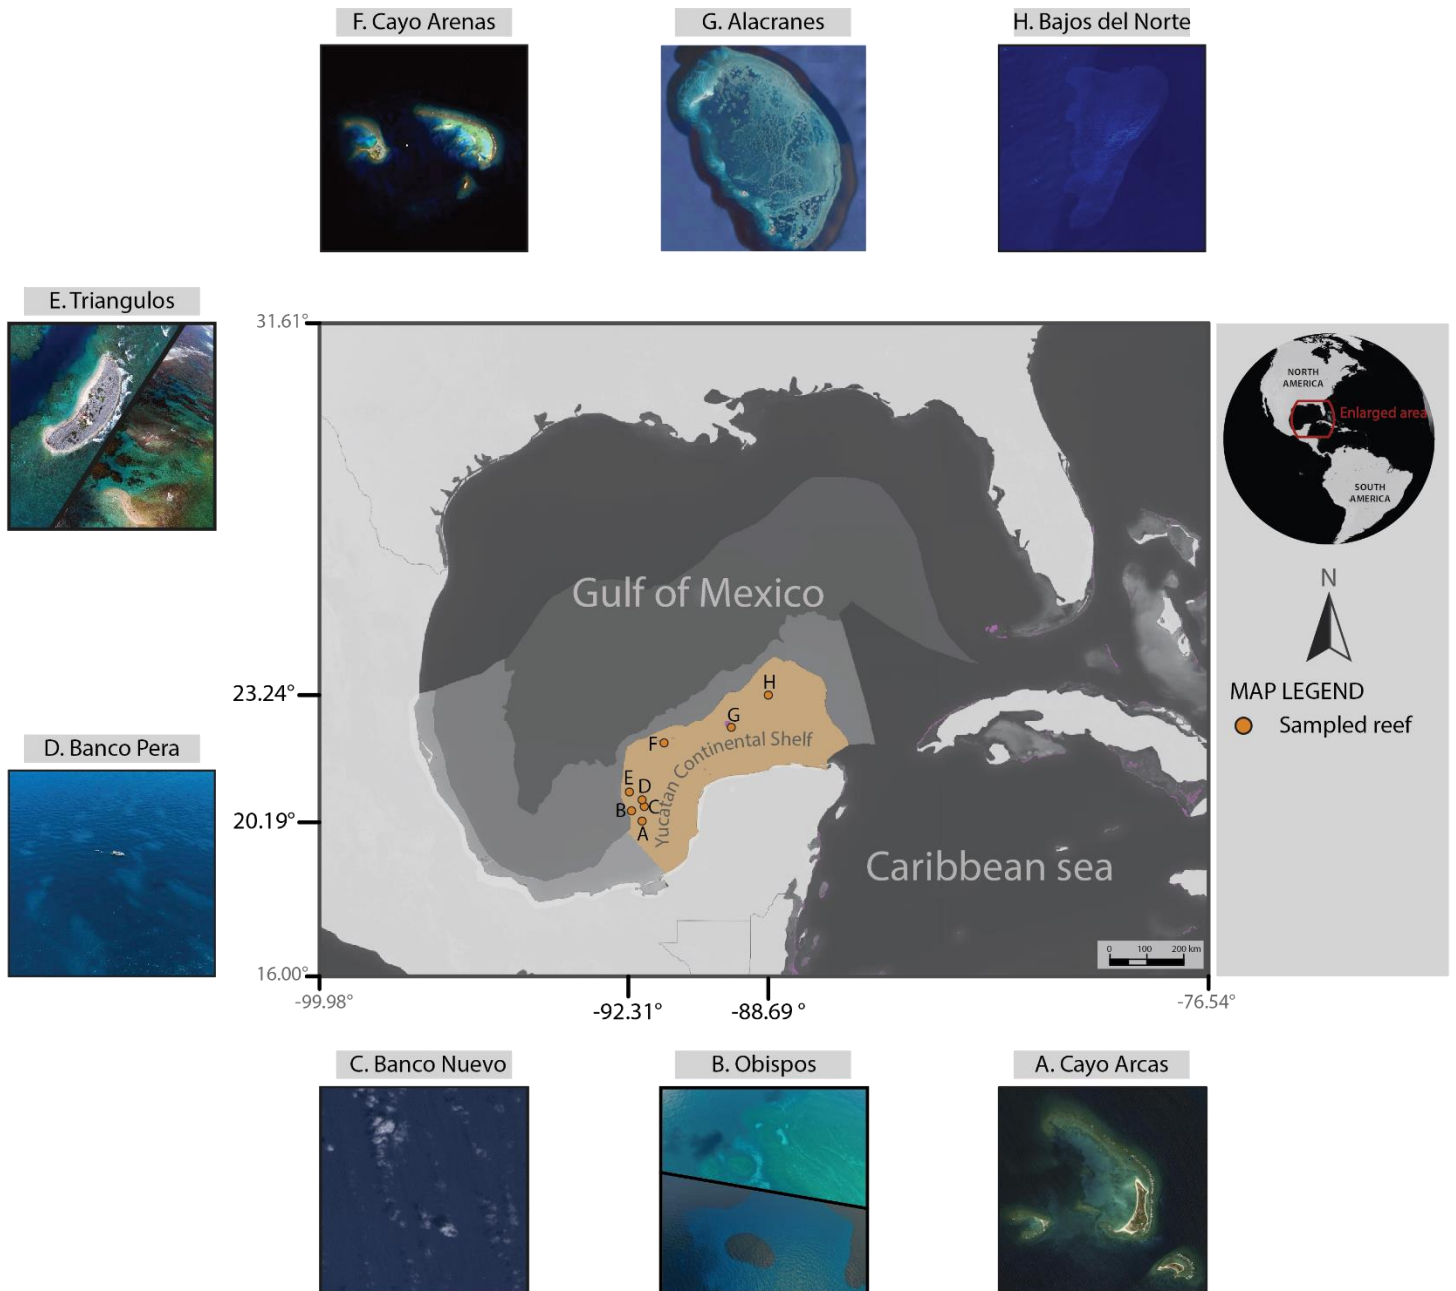 F. Cayo Arenas
G. Alacranes
H. Bajos del Norte
E. Triangulos
31.61°
NORTH
AMERICA
Enlarged area
SOUTH
AMERICA
N
Gulf of Mexico
MAP LEGEND
Sampled reef
23.24°
H
G
F
Yucatan Continental Shelf
D. Banco Pera
E
D
B
C
20.19°
A
Caribbean sea
0 100 200 km
16.00°
-99.98°
-92.31°
-88.69 °
-76.54°
C. Banco Nuevo
B. Obispos
A. Cayo Arcas